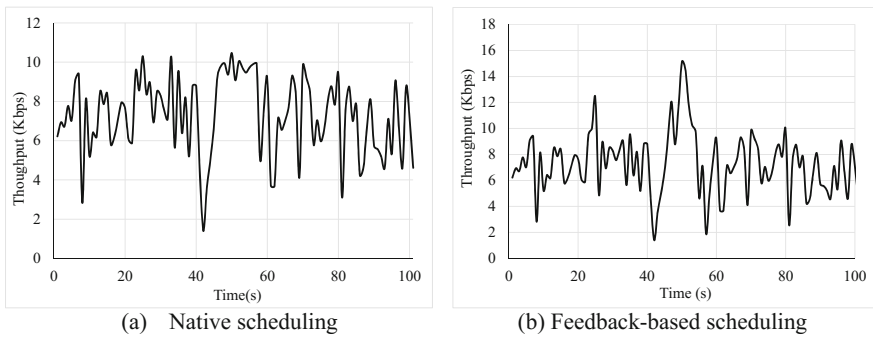 12
10
8
6
4
2
0
Thoughput (Kbps)
0 20 40 60 80 100
Time(s)
(a) Native scheduling
18
16
14
12
10
8
6
4
2
0
Throughput (Kbps)
0 20 40 60 80 100
Time (s)
(b) Feedback-based scheduling